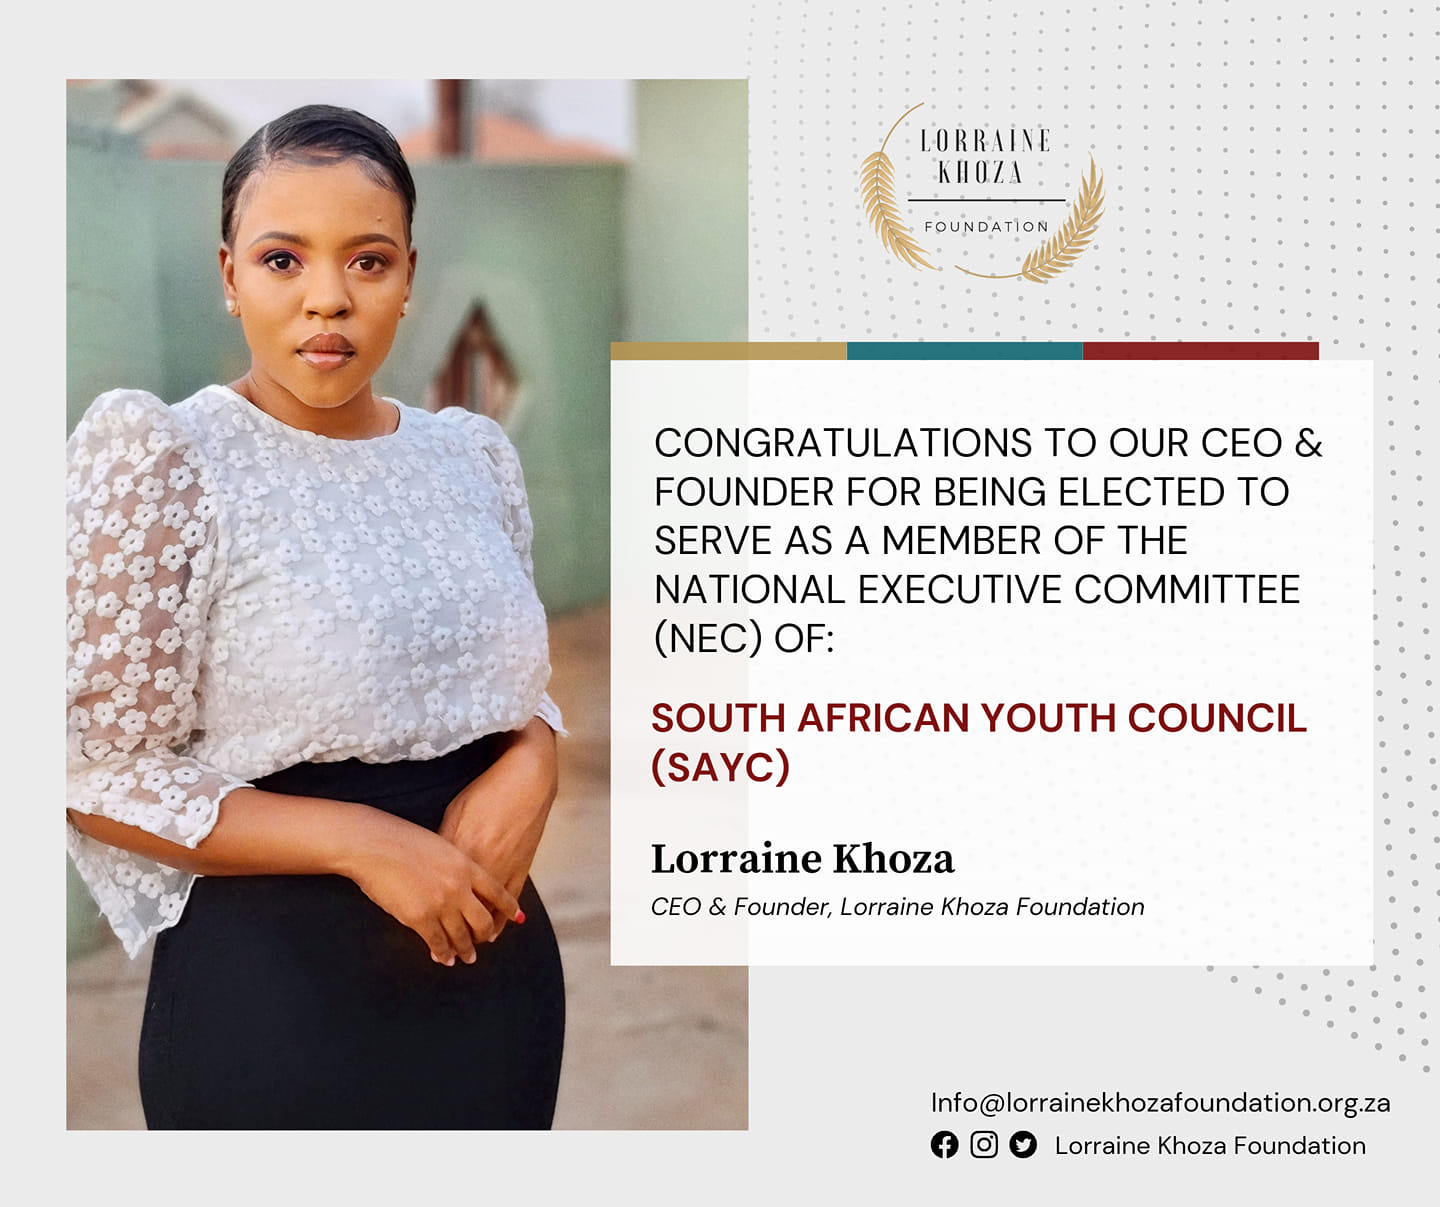 LORRAINE
KHOZA
FOUNDATION
CONGRATULATIONS TO OUR CEO &
FOUNDER FOR BEING ELECTED TO
SERVE AS A MEMBER OF THE
NATIONAL EXECUTIVE COMMITTEE
(NEC) OF:
SOUTH AFRICAN YOUTH COUNCIL
(SAYC)
Lorraine Khoza
CEO & Founder, Lorraine Khoza Foundation
Info@lorrainekhozafoundation.org.za
Lorraine Khoza Foundation